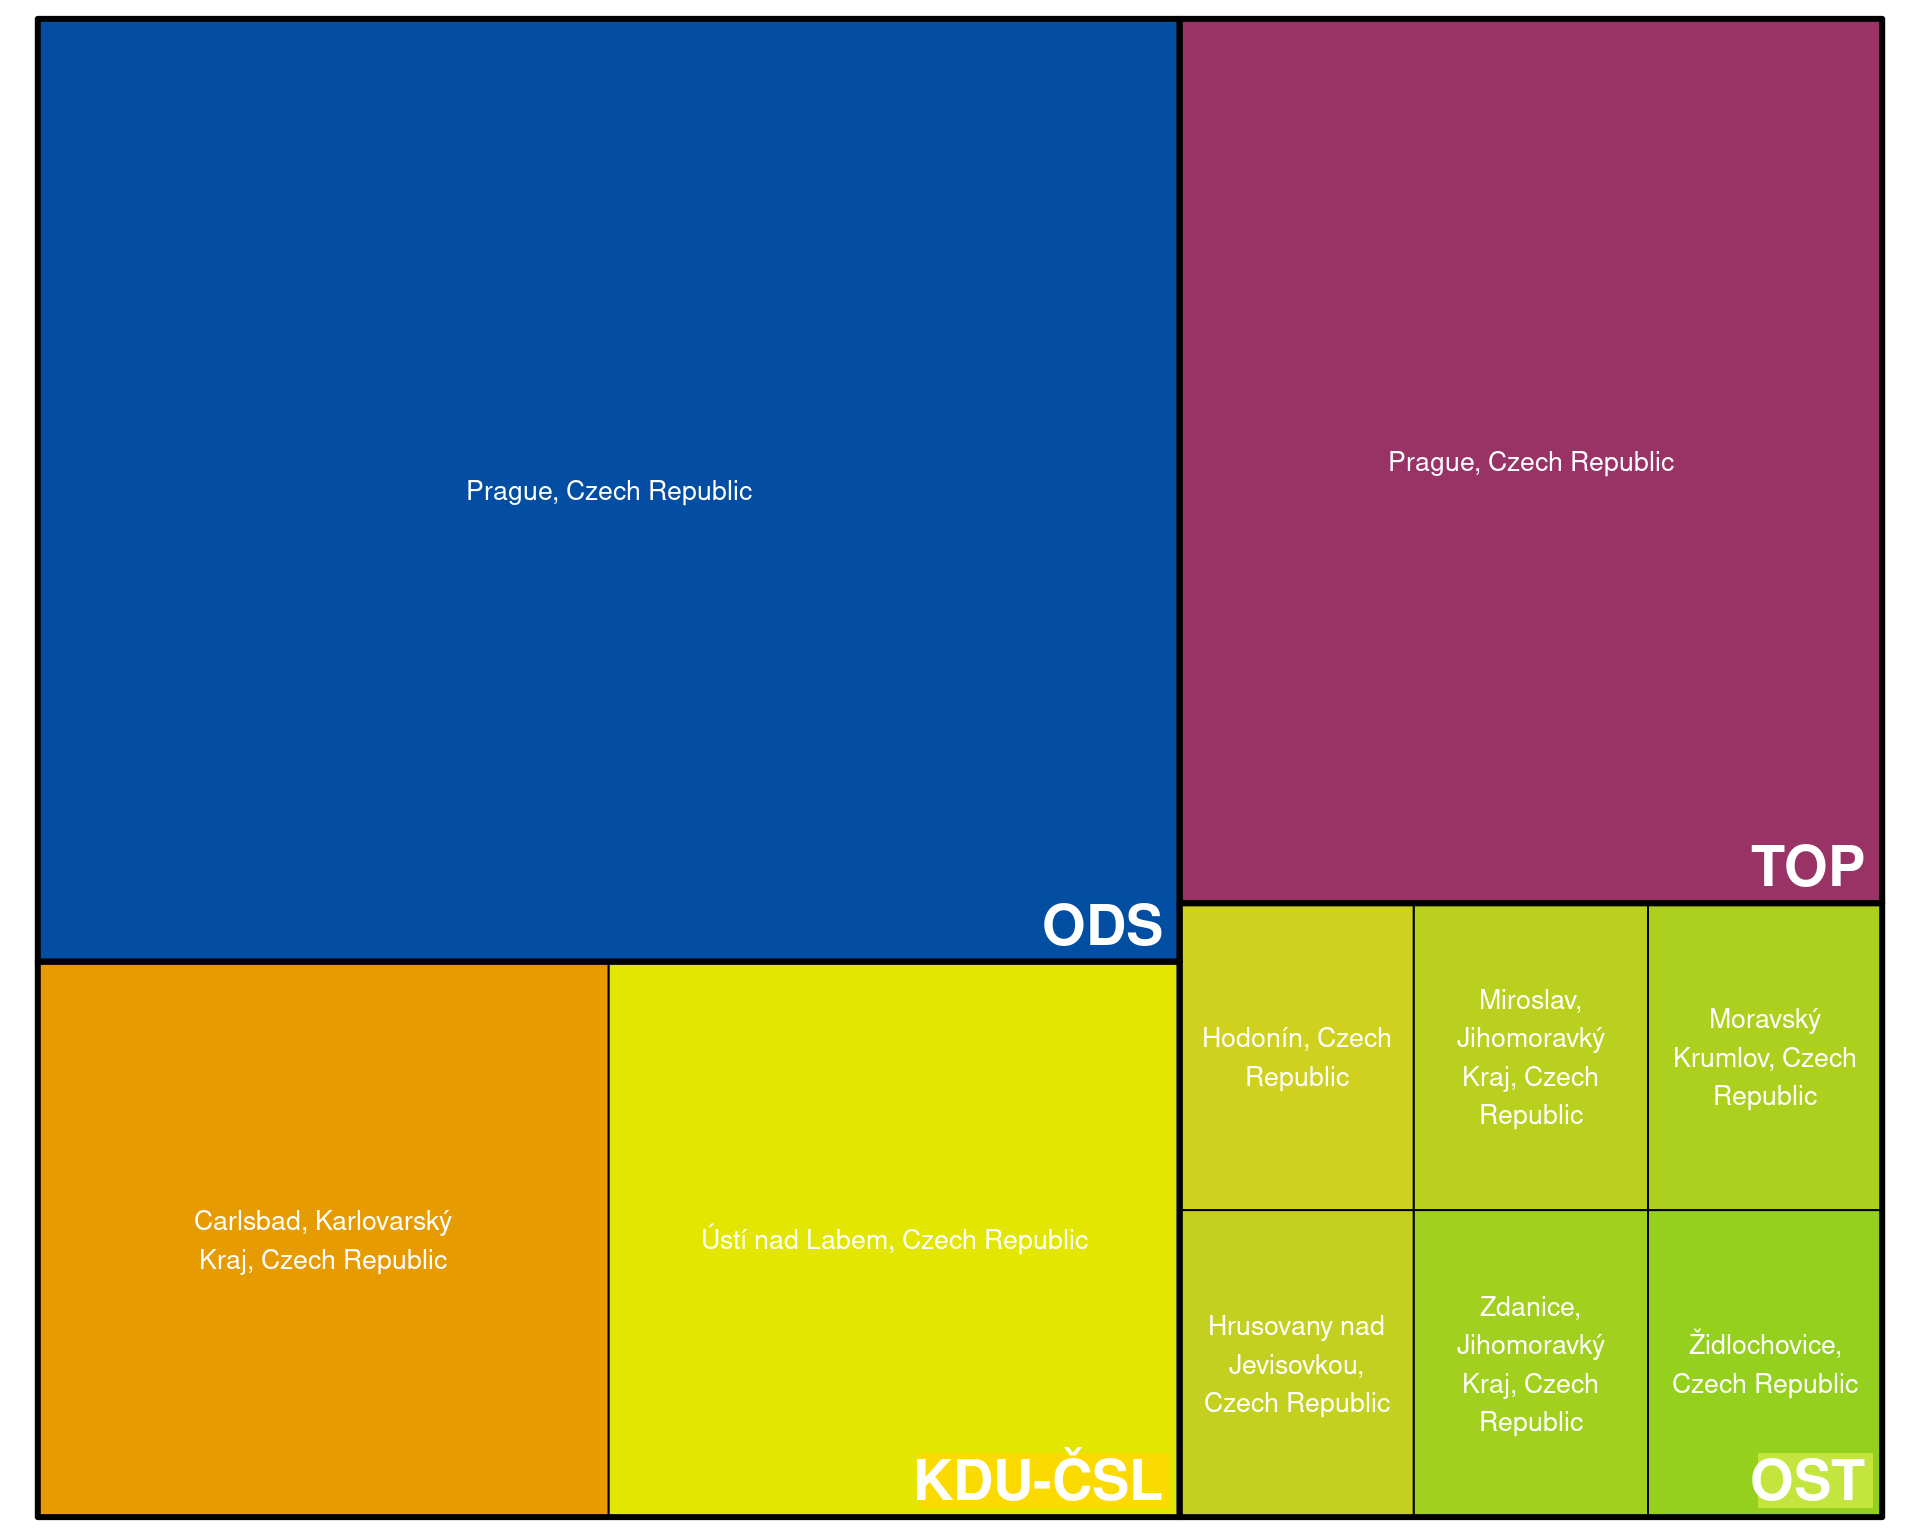 Prague, Czech Republic
ODS
Prague, Czech Republic
TOP
Carlsbad, Karlovarský
Kraj, Czech Republic
Ústí nad Labem, Czech Republic
KDU-ČSL
Hodonín, Czech
Republic
Miroslav,
Jihomoravký
Kraj, Czech
Republic
Moravský
Krumlov, Czech
Republic
Hrusovany nad
Jevisovkou,
Czech Republic
Zdanice,
Jihomoravký
Kraj, Czech
Republic
Židlochovice,
Czech Republic
OST